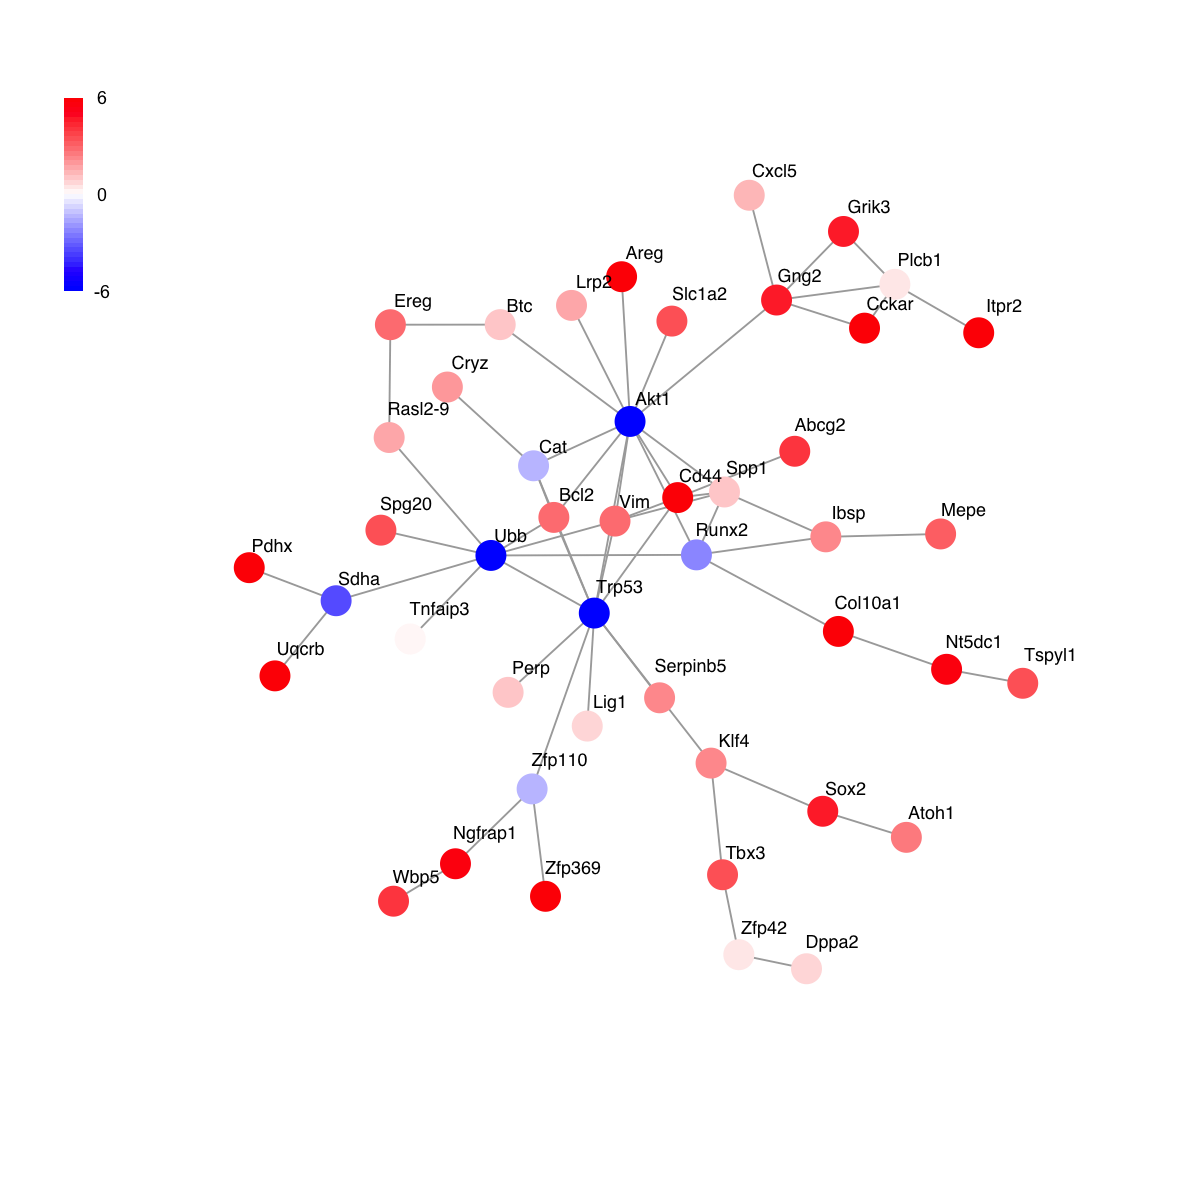 6
0
-6
Cxcl5
Grik3
Areg
Plcb1
Gng2
Lrp2
Slc1a2
Ereg
Btc
Cckar
Itpr2
Cryz
Akt1
Rasl2-9
Abcg2
Cat
Cd44
Spp1
Bcl2
Vim
Spg20
Ibsp
Mepe
Runx2
Ubb
Pdhx
Sdha
Trp53
Tnfaip3
Col10a1
Uqcrb
Nt5dc1
Tspyl1
Perp
Serpinb5
Lig1
Klf4
Zfp110
Sox2
Atoh1
Ngfrap1
Tbx3
Wbp5
Zfp369
Zfp42
Dppa2